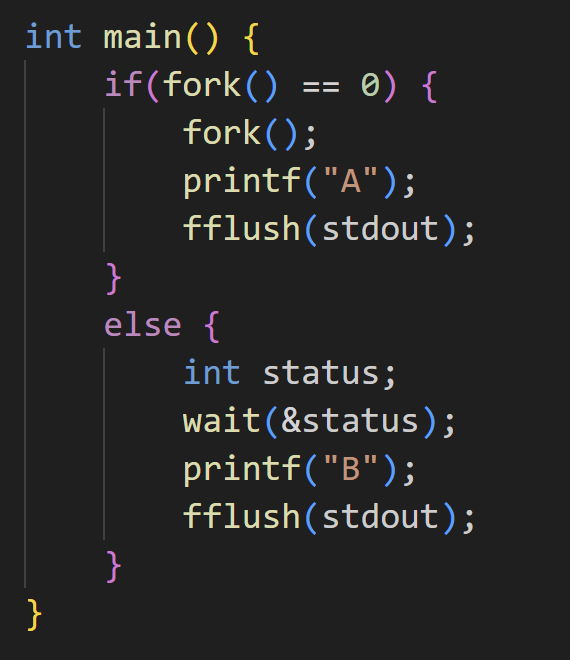 int main() {
    if(fork() == 0) {
        fork();
        printf("A");
        fflush(stdout);
    }
    else {
        int status;
        wait(&status);
        printf("B");
        fflush(stdout);
    }
}